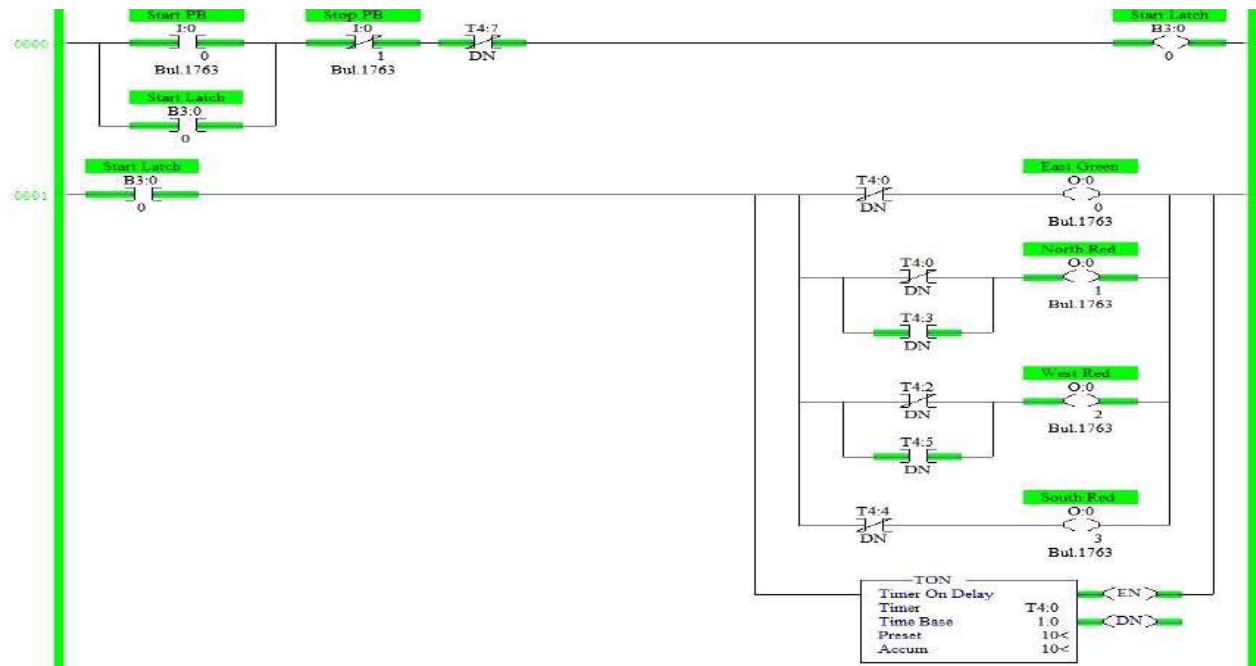 Start PB Stop PB Start Latch
I:0 I:0 T4:7 B3:0
0000
0 1 DN 0
Bul.1763 Bul.1763
Start Latch
B3:0
0
Start Latch East Green
B3:0 T4:0 O:0
0001
0 DN 0
Bul.1763
North Red
T4:0 O:0
DN 1
Bul.1763
T4:3
DN
West Red
T4:2 O:0
DN 2
Bul.1763
T4:5
DN
South Red
T4:4 O:0
DN 3
Bul.1763
TON
Timer On Delay EN
Timer T4:0
Time Base 1.0 DN
Preset 10<
Accum 10<